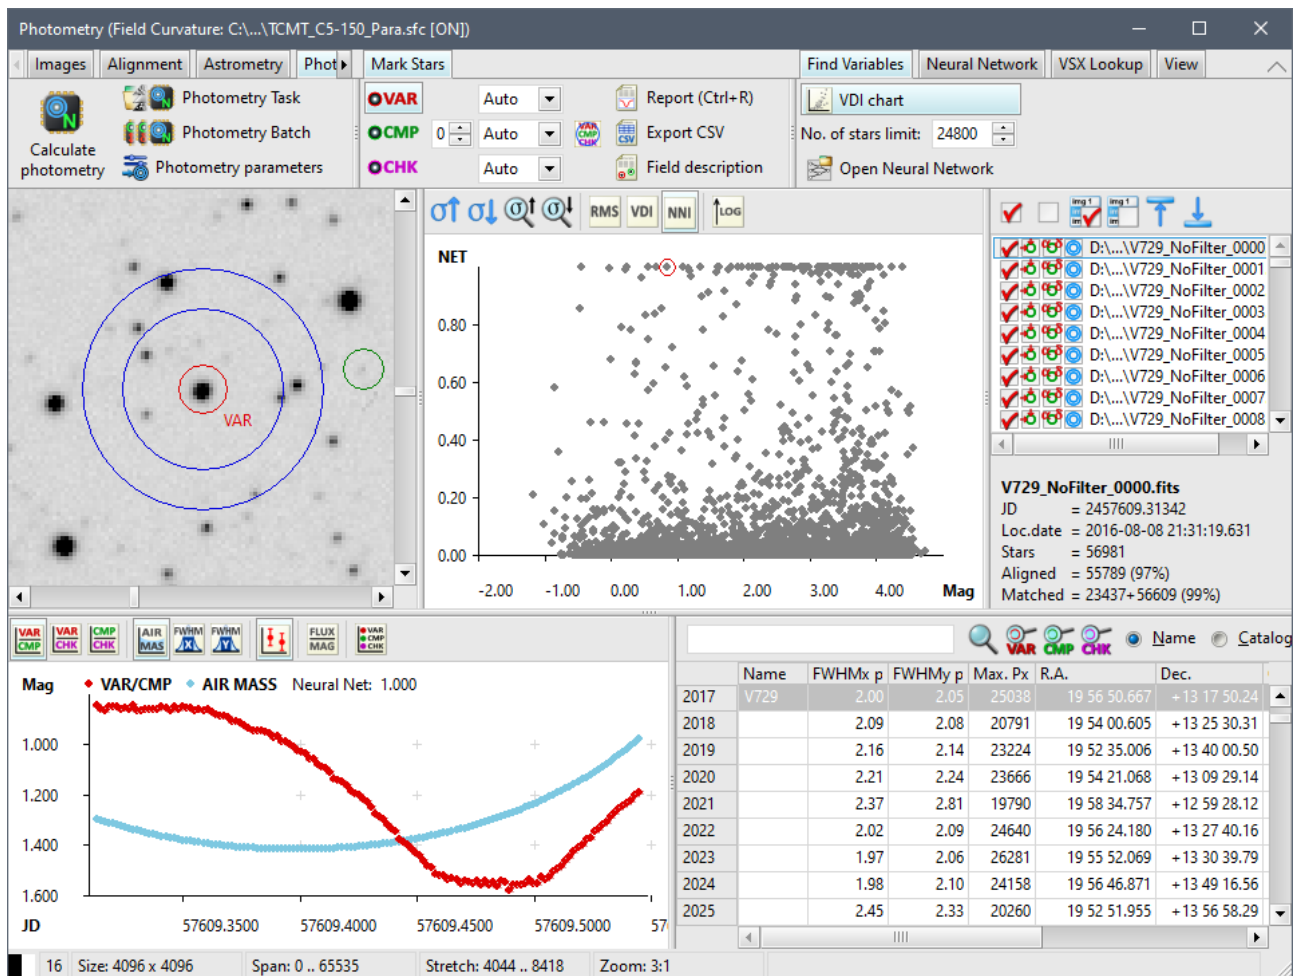 Photometry (Field Curvature: C:\...\TCMT_C5-150_Para.sfc [ON])
Images Alignment Astrometry Phot Mark Stars Find Variables Neural Network VSX Lookup View
Calculate photometry
Photometry Task
Photometry Batch
Photometry parameters
VAR Auto
CMP 0 Auto
CHK Auto
VAR CMP CHK
Report (Ctrl+R)
CSV Export CSV
Field description
VDI chart
No. of stars limit: 24800
Open Neural Network
VAR
σ σ σ σ RMS VDI NNI LOG
NET
0.80
0.60
0.40
0.20
0.00
-2.00 -1.00 0.00 1.00 2.00 3.00 4.00 Mag
img 1 img 1
D:\...\V729_NoFilter_0000
D:\...\V729_NoFilter_0001
D:\...\V729_NoFilter_0002
D:\...\V729_NoFilter_0003
D:\...\V729_NoFilter_0004
D:\...\V729_NoFilter_0005
D:\...\V729_NoFilter_0006
D:\...\V729_NoFilter_0007
D:\...\V729_NoFilter_0008
V729_NoFilter_0000.fits
JD = 2457609.31342
Loc.date = 2016-08-08 21:31:19.631
Stars = 56981
Aligned = 55789 (97%)
Matched = 23437+56609 (99%)
VAR CMP VAR CHK CMP CHK AIR MAS FWHM X FWHM Y FLUX MAG VAR CMP CHK
Mag VAR/CMP AIR MASS Neural Net: 1.000
1.000
1.200
1.400
1.600
JD 57609.3500 57609.4000 57609.4500 57609.5000 57
VAR CMP CHK Name Catalog
Name FWHMx p FWHMy p Max. Px R.A. Dec.
2017 V729 2.00 2.05 25038 19 56 50.667 +13 17 50.24
2018 2.09 2.08 20791 19 54 00.605 +13 25 30.31
2019 2.16 2.14 23224 19 52 35.006 +13 40 00.50
2020 2.21 2.24 23666 19 54 21.068 +13 09 29.14
2021 2.37 2.81 19790 19 58 34.757 +12 59 28.12
2022 2.02 2.09 24640 19 56 24.180 +13 27 40.16
2023 1.97 2.06 26281 19 55 52.069 +13 30 39.79
2024 1.98 2.10 24158 19 56 46.871 +13 49 16.56
2025 2.45 2.33 20260 19 52 51.955 +13 56 58.29
16 Size: 4096 x 4096 Span: 0 .. 65535 Stretch: 4044 .. 8418 Zoom: 3:1